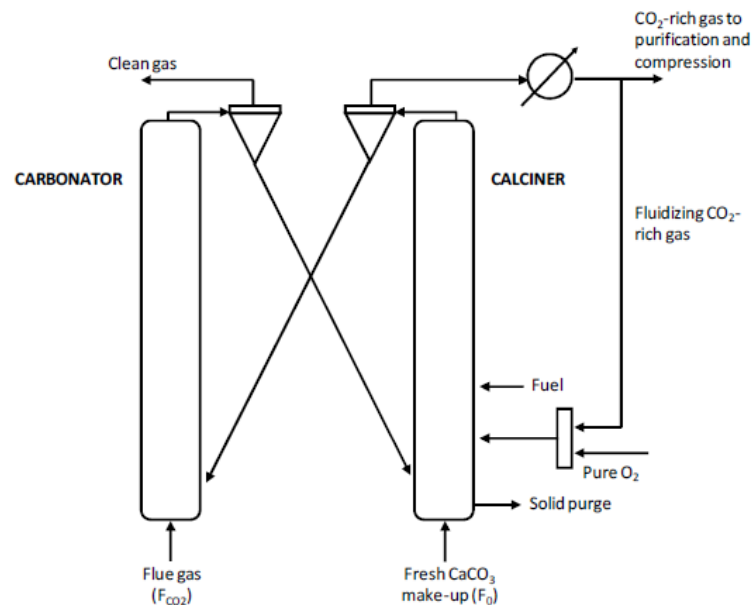 CO₂-rich gas to
purification and
compression
Clean gas
CARBONATOR
CALCINER
Fluidizing CO₂-
rich gas
Fuel
Pure O₂
Solid purge
Flue gas
(F_CO2)
Fresh CaCO₃
make-up (F₀)